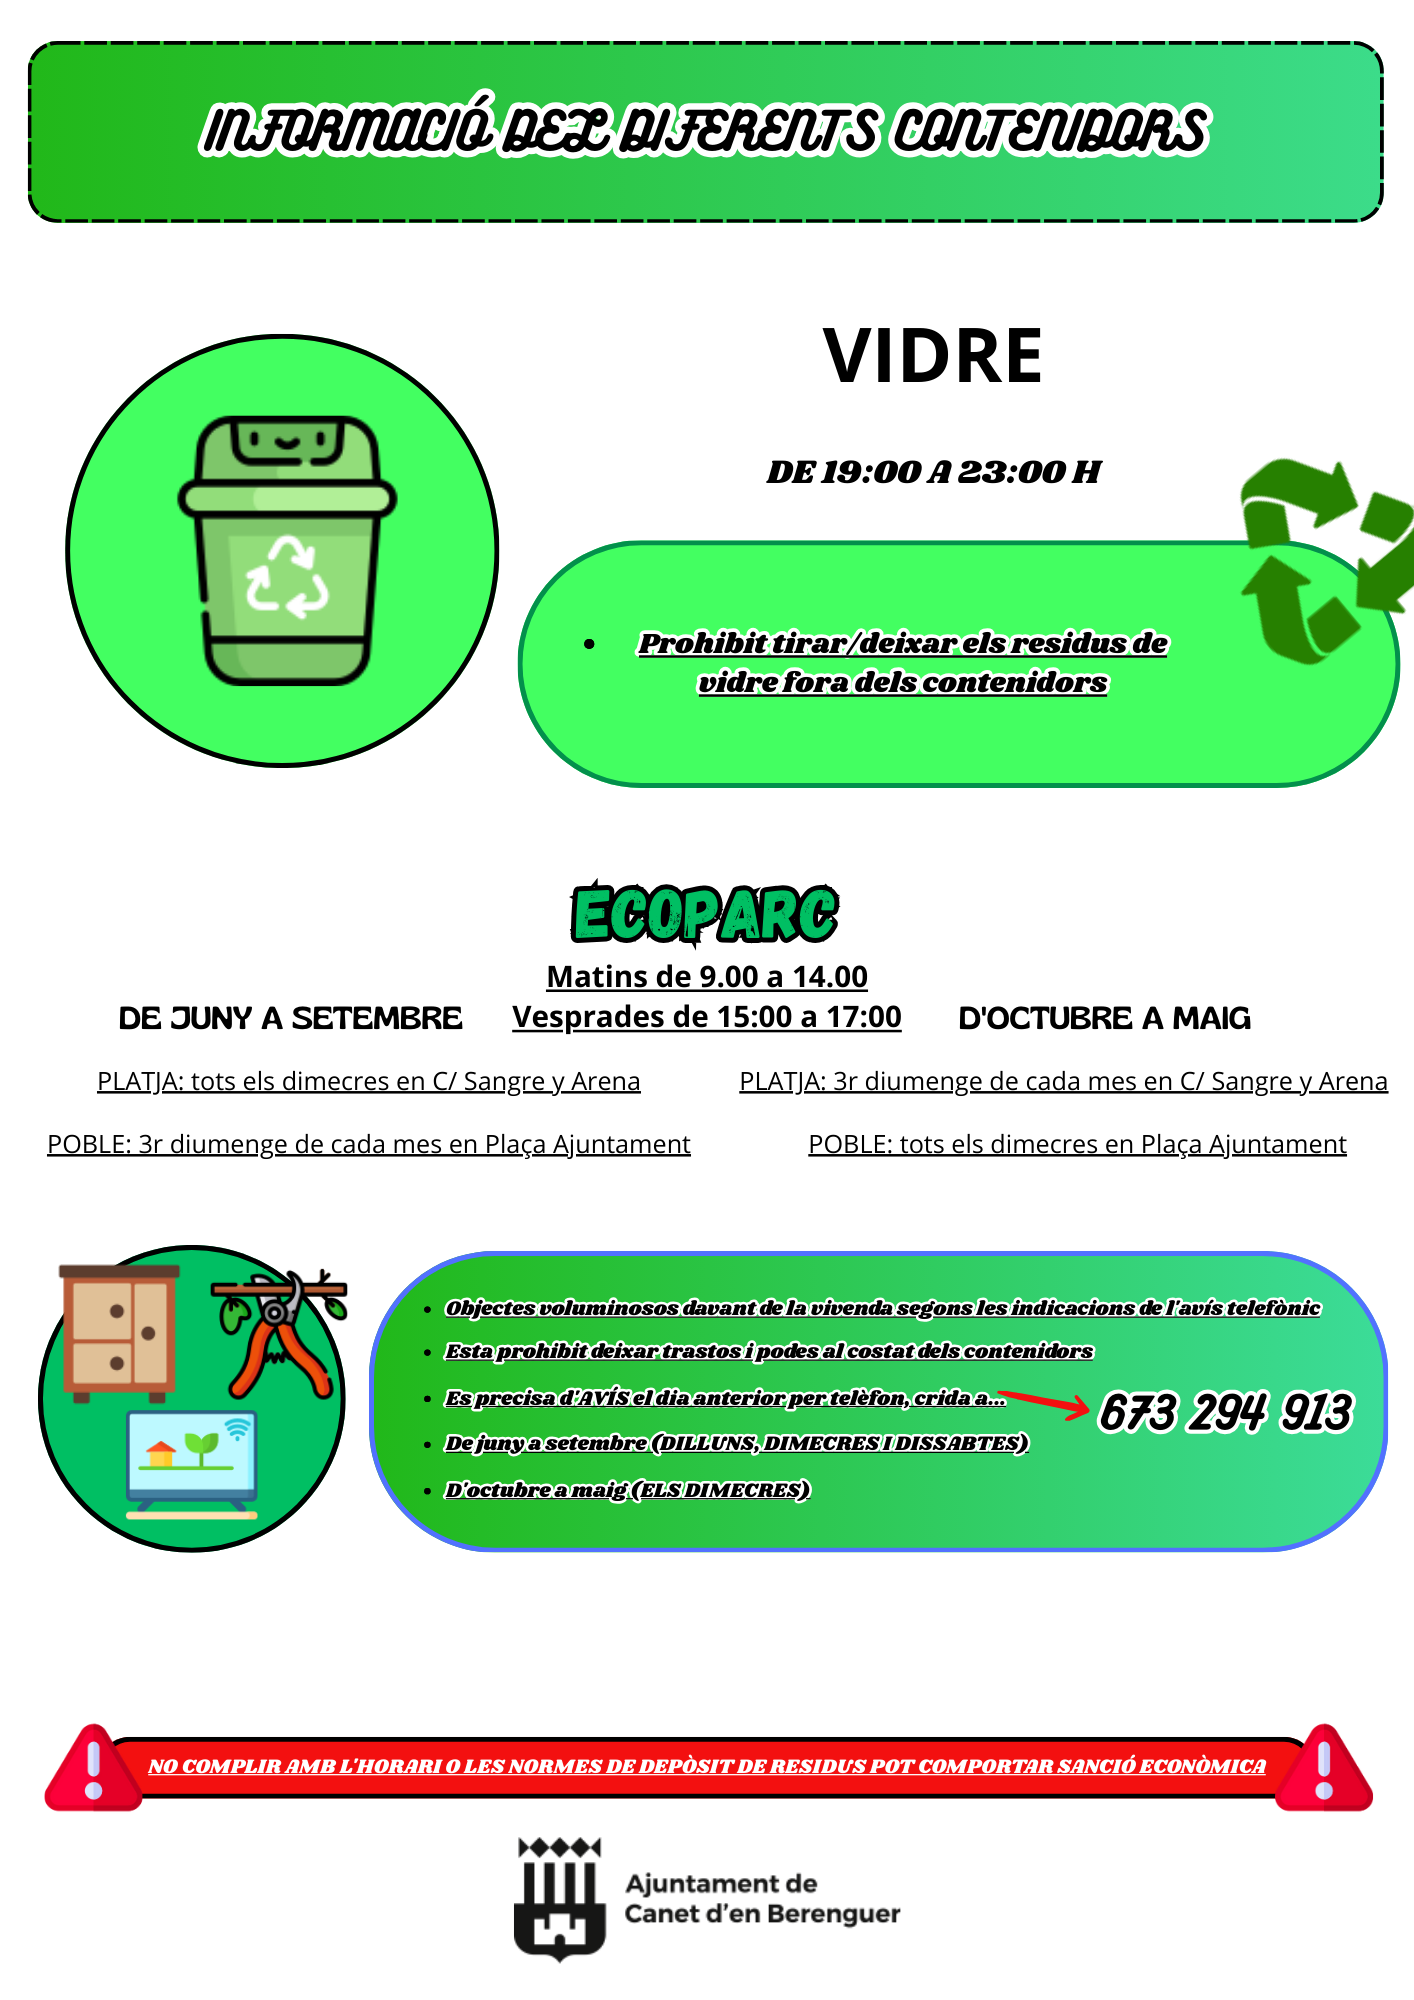 INFORMACIÓ DELS DIFERENTS CONTENIDORS
VIDRE
DE 19:00 A 23:00 H
• Prohibit tirar/deixar els residus de
vidre fora dels contenidors
ECOPARC
Matins de 9.00 a 14.00
Vesprades de 15:00 a 17:00
DE JUNY A SETEMBRE
PLATJA: tots els dimecres en C/ Sangre y Arena
POBLE: 3r diumenge de cada mes en Plaça Ajuntament
D'OCTUBRE A MAIG
PLATJA: 3r diumenge de cada mes en C/ Sangre y Arena
POBLE: tots els dimecres en Plaça Ajuntament
• Objectes voluminosos davant de la vivenda segons les indicacions de l'avís telefònic
• Esta prohibit deixar trastos i podes al costat dels contenidors
• Es precisa d'AVÍS el dia anterior per telèfon, crida a...
673 294 913
• De juny a setembre (DILLUNS, DIMECRES I DISSABTES)
• D'octubre a maig (ELS DIMECRES)
NO COMPLIR AMB L'HORARI O LES NORMES DE DEPÒSIT DE RESIDUS POT COMPORTAR SANCIÓ ECONÒMICA
Ajuntament de
Canet d'en Berenguer